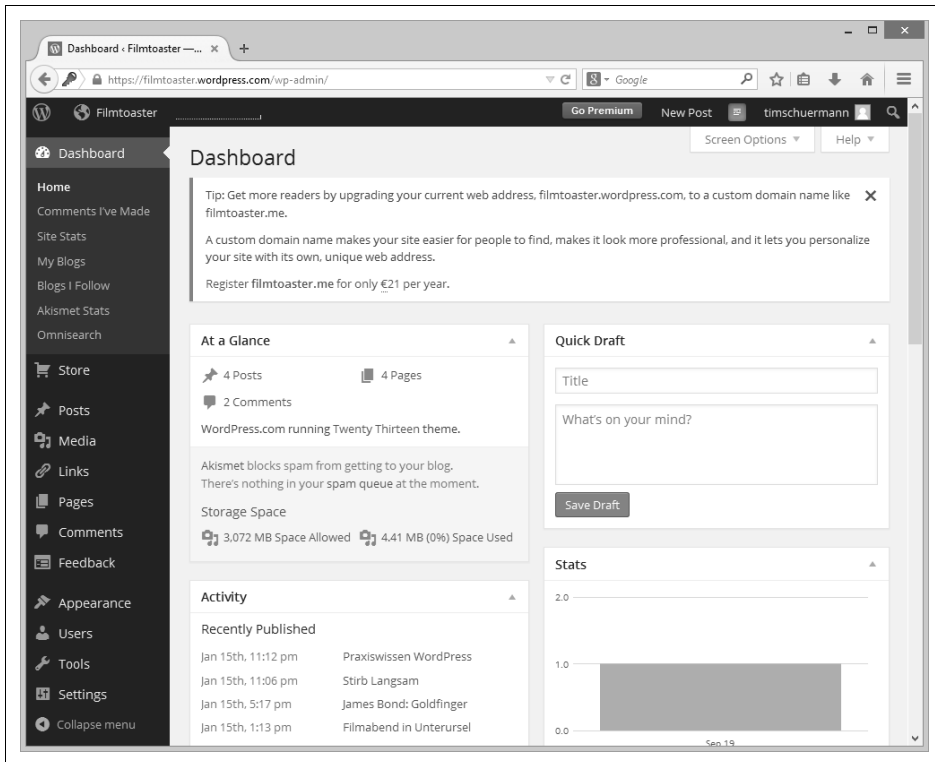 Dashboard ‹ Filmtoaster —...
https://filmtoaster.wordpress.com/wp-admin/
Google
Filmtoaster
Go Premium
New Post
timschuermann
Screen Options
Help
Dashboard
Home
Comments I've Made
Site Stats
My Blogs
Blogs I Follow
Akismet Stats
Omnisearch
Store
Posts
Media
Links
Pages
Comments
Feedback
Appearance
Users
Tools
Settings
Collapse menu
Dashboard
Tip: Get more readers by upgrading your current web address, filmtoaster.wordpress.com, to a custom domain name like
filmtoaster.me.
A custom domain name makes your site easier for people to find, makes it look more professional, and it lets you personalize
your site with its own, unique web address.
Register filmtoaster.me for only €21 per year.
At a Glance
4 Posts
4 Pages
2 Comments
WordPress.com running Twenty Thirteen theme.
Akismet blocks spam from getting to your blog.
There's nothing in your spam queue at the moment.
Storage Space
3,072 MB Space Allowed
4.41 MB (0%) Space Used
Activity
Recently Published
Jan 15th, 11:12 pm Praxiswissen WordPress
Jan 15th, 11:06 pm Stirb Langsam
Jan 15th, 5:17 pm James Bond: Goldfinger
Jan 15th, 1:13 pm Filmabend in Unterursel
Quick Draft
Title
What's on your mind?
Save Draft
Stats
2.0
1.0
0.0
Sep 19